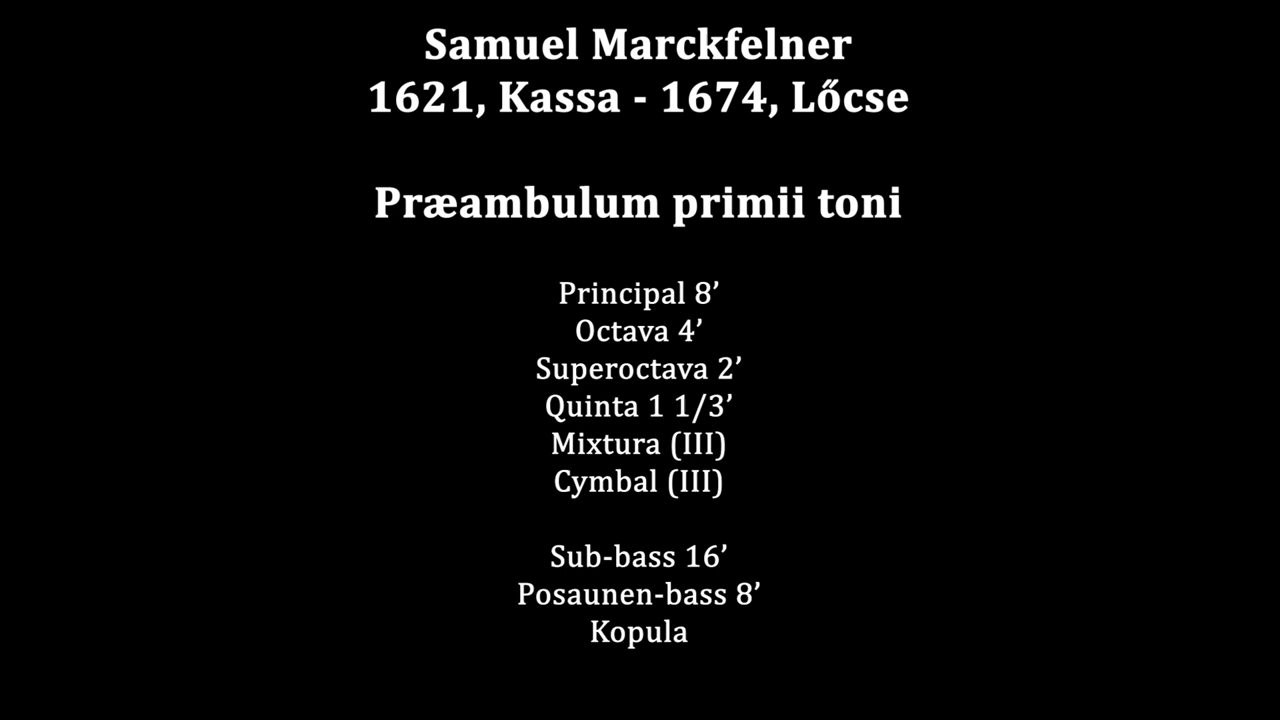 Samuel Marckfelner
1621, Kassa - 1674, Lőcse
Præambulum primii toni
Principal 8’
Octava 4’
Superoctava 2’
Quinta 1 1/3’
Mixtura (III)
Cymbal (III)
Sub-bass 16’
Posaunen-bass 8’
Kopula